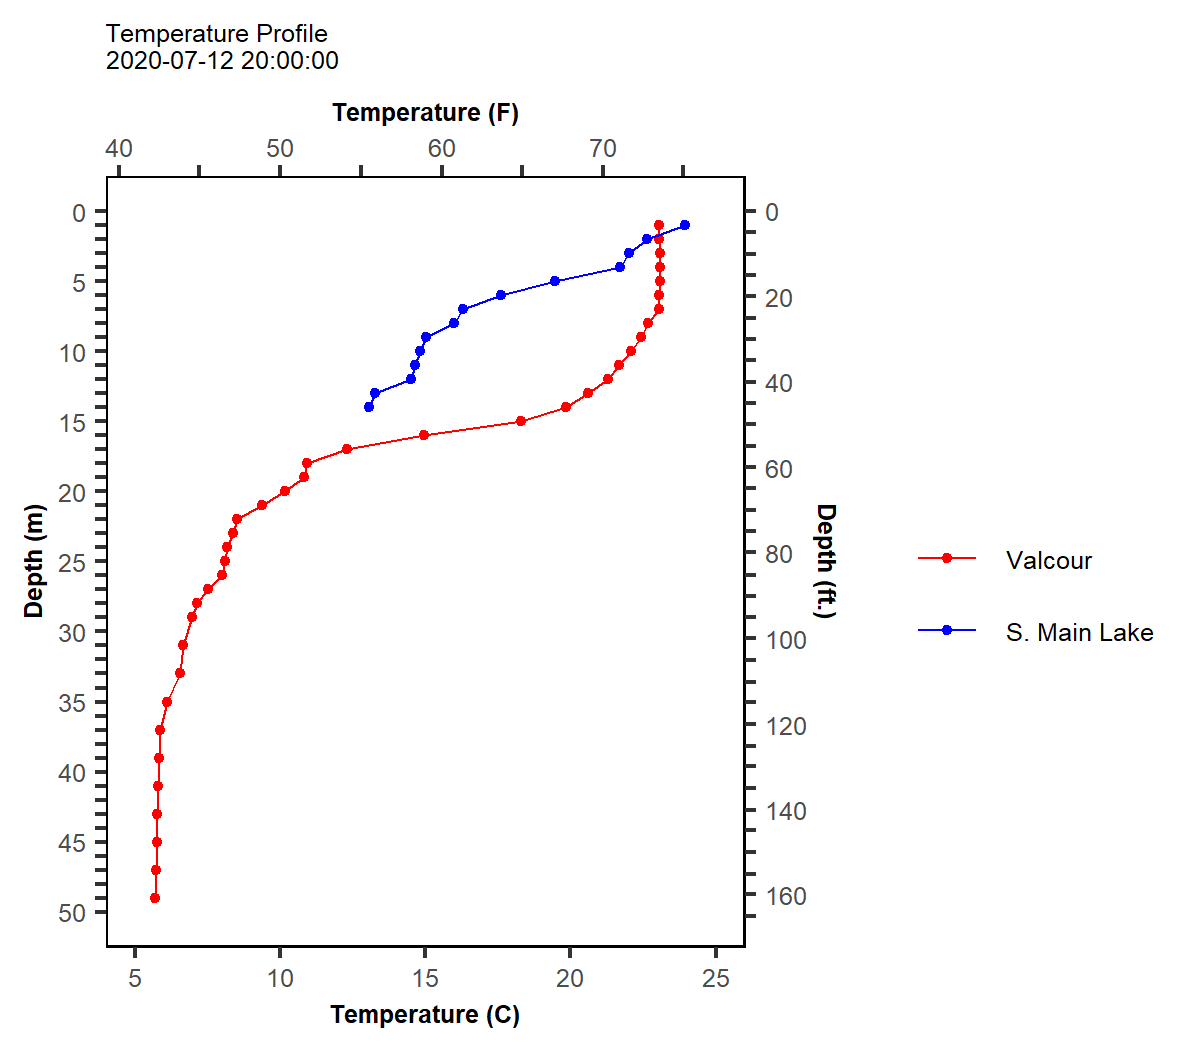 Temperature Profile
2020-07-12 20:00:00
Temperature (F)
40 50 60 70
0
5
10
15
20
25
30
35
40
45
50
Depth (m)
0
20
40
60
80
100
120
140
160
Depth (ft.)
Valcour
S. Main Lake
5 10 15 20 25
Temperature (C)